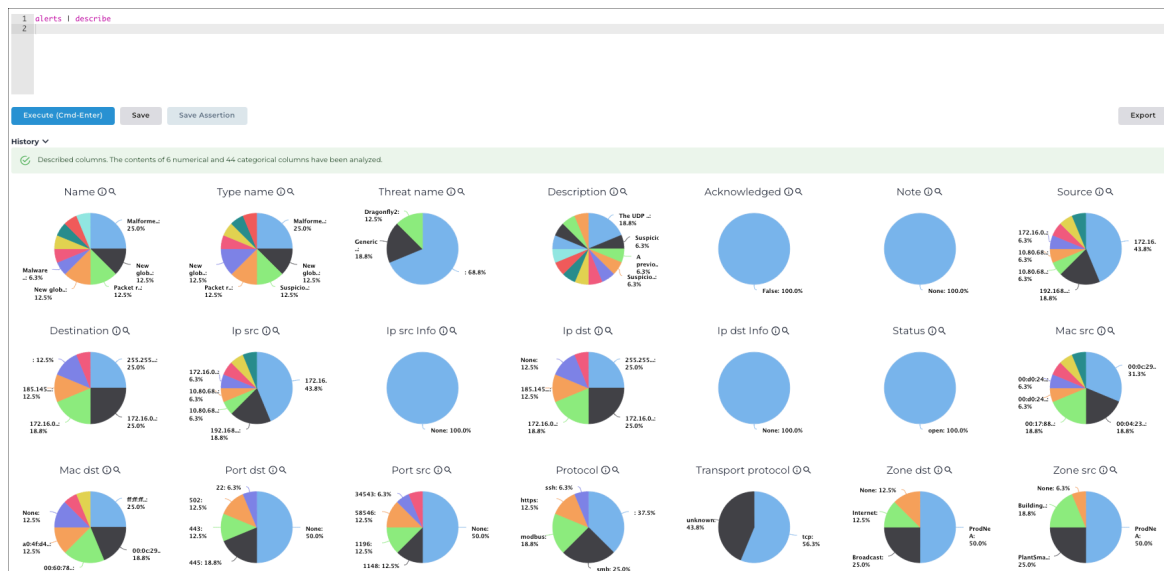 1 alerts | describe
2
Execute (Cmd-Enter) Save Save Assertion Export
History
Described columns. The contents of 6 numerical and 44 categorical columns have been analyzed.
Name Type name Threat name Description Acknowledged Note Source
Malforme..:
25.0%
New
glob..:
12.5%
Packet r..:
12.5%
New glob..:
12.5%
Malware
..: 6.3%
Malforme..:
25.0%
New
glob..:
12.5%
Suspicio..:
12.5%
Packet r..:
12.5%
New
glob..:
12.5%
Dragonfly2:
12.5%
Generic
..:
18.8%
: 68.8%
The UDP ..:
18.8%
Suspicic
6.3%
A
previo..:
6.3%
Suspicio..:
6.3%
False: 100.0%
None: 100.0%
172.16.0..:
6.3%
10.80.68..:
6.3%
192.168...:
18.8%
172.16.
43.8%
Destination Ip src Ip src Info Ip dst Ip dst Info Status Mac src
: 12.5%
185.145...:
12.5%
172.16.0..:
18.8%
255.255...:
25.0%
172.16.0..:
25.0%
172.16.0..:
6.3%
10.80.68..:
6.3%
10.80.68..:
6.3%
192.168...:
18.8%
172.16.
43.8%
None: 100.0%
None:
12.5%
185.145...:
12.5%
172.16.0..:
18.8%
255.255...:
25.0%
172.16.0..:
25.0%
None: 100.0%
open: 100.0%
00:d0:24..:
6.3%
00:d0:24..:
6.3%
00:17:88..:
18.8%
00:0c:29..:
31.3%
00:04:23..:
18.8%
Mac dst Port dst Port src Protocol Transport protocol Zone dst Zone src
None:
12.5%
a0:4f:d4..:
12.5%
00:60:78..:
ff:ff:ff..:
25.0%
00:0c:29..:
18.8%
22: 6.3%
502:
12.5%
443:
12.5%
445: 18.8%
None:
50.0%
34543: 6.3%
58546:
12.5%
1196:
12.5%
1148: 12.5%
None:
50.0%
ssh: 6.3%
https:
12.5%
modbus:
18.8%
: 37.5%
smb: 25.0%
unknown:
43.8%
tcp:
56.3%
None: 12.5%
Internet:
12.5%
Broadcast:
25.0%
ProdNe
A:
50.0%
None: 6.3%
Building..:
18.8%
PlantSma..:
25.0%
ProdNe
A:
50.0%